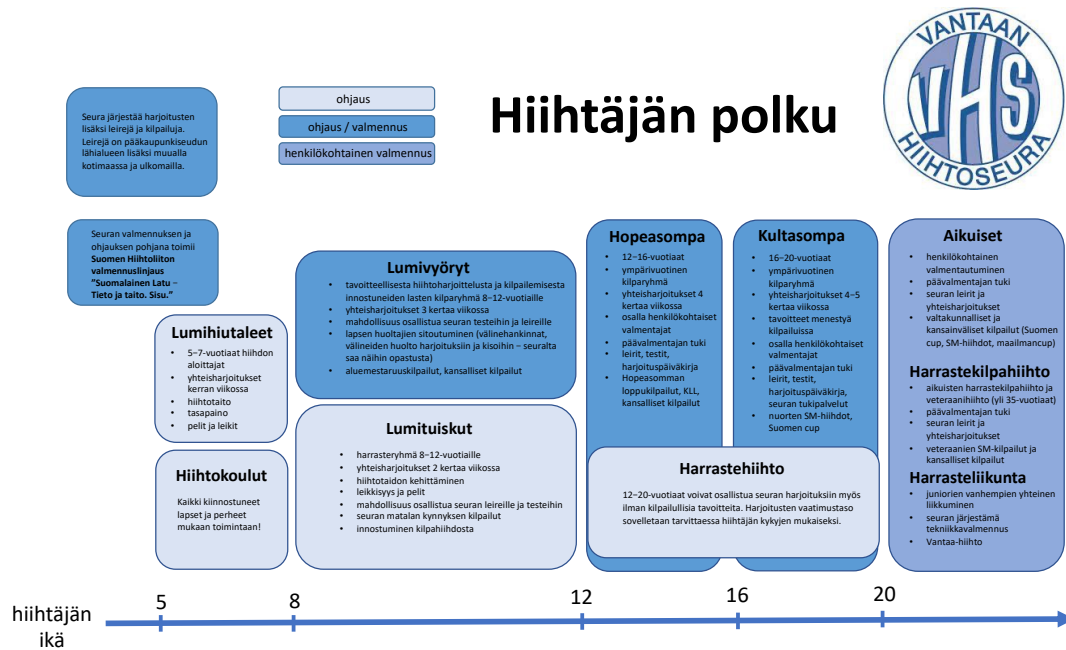 VANTAAN
VHS
HIIHTOSEURA
Hiihtäjän polku
ohjaus
ohjaus / valmennus
henkilökohtainen valmennus
Seura järjestää harjoitusten
lisäksi leirejä ja kilpailuja.
Leirejä on pääkaupunkiseudun
lähialueen lisäksi muualla
kotimaassa ja ulkomailla.
Seuran valmennuksen ja
ohjauksen pohjana toimii
Suomen Hiihtoliiton
valmennuslinjaus
"Suomalainen Latu –
Tieto ja taito. Sisu."
Lumihiutaleet
• 5–7-vuotiaat hiihdon
aloittajat
• yhteisharjoitukset
kerran viikossa
• hiihtotaito
• tasapaino
• pelit ja leikit
Hiihtokoulut
Kaikki kiinnostuneet
lapset ja perheet
mukaan toimintaan!
Lumivyöryt
• tavoitteellisesta hiihtoharjoittelusta ja kilpailemisesta
innostuneiden lasten kilparyhmä 8–12-vuotiaille
• yhteisharjoitukset 3 kertaa viikossa
• mahdollisuus osallistua seuran testeihin ja leireille
• lapsen huoltajien sitoutuminen (välinehankinnat,
välineiden huolto harjoituksiin ja kisoihin – seuralta
saa näihin opastusta)
• aluemestaruuskilpailut, kansalliset kilpailut
Lumituiskut
• harrasteryhmä 8–12-vuotiaille
• yhteisharjoitukset 2 kertaa viikossa
• hiihtotaidon kehittäminen
• leikkisyys ja pelit
• mahdollisuus osallistua seuran leireille ja testeihin
• seuran matalan kynnyksen kilpailut
• innostuminen kilpahiihdosta
Hopeasompa
• 12–16-vuotiaat
• ympärivuotinen
kilparyhmä
• yhteisharjoitukset 4
kertaa viikossa
• osalla henkilökohtaiset
valmentajat
• päävalmentajan tuki
• leirit, testit,
harjoituspäiväkirja
• Hopeasomman
loppukilpailut, KLL,
kansalliset kilpailut
Kultasompa
• 16–20-vuotiaat
• ympärivuotinen
kilparyhmä
• yhteisharjoitukset 4–5
kertaa viikossa
• tavoitteet menestyä
kilpailuissa
• osalla henkilökohtaiset
valmentajat
• päävalmentajan tuki
• leirit, testit,
harjoituspäiväkirja,
seuran tukipalvelut
• nuorten SM-hiihdot,
Suomen cup
Harrastehiihto
12–20-vuotiaat voivat osallistua seuran harjoituksiin myös
ilman kilpailullisia tavoitteita. Harjoitusten vaatimustaso
sovelletaan tarvittaessa hiihtäjän kykyjen mukaiseksi.
Aikuiset
• henkilökohtainen
valmentautuminen
• päävalmentajan tuki
• seuran leirit ja
yhteisharjoitukset
• valtakunnalliset ja
kansainväliset kilpailut (Suomen
cup, SM-hiihdot, maailmancup)
Harrastekilpahiihto
• aikuisten harrastekilpahiihto ja
veteraanihiihto (yli 35-vuotiaat)
• päävalmentajan tuki
• seuran leirit ja
yhteisharjoitukset
• veteraanien SM-kilpailut ja
kansalliset kilpailut
Harrasteliikunta
• juniorien vanhempien yhteinen
liikkuminen
• seuran järjestämä
tekniikkavalmennus
• Vantaa-hiihto
hiihtäjän
ikä
5
8
12
16
20